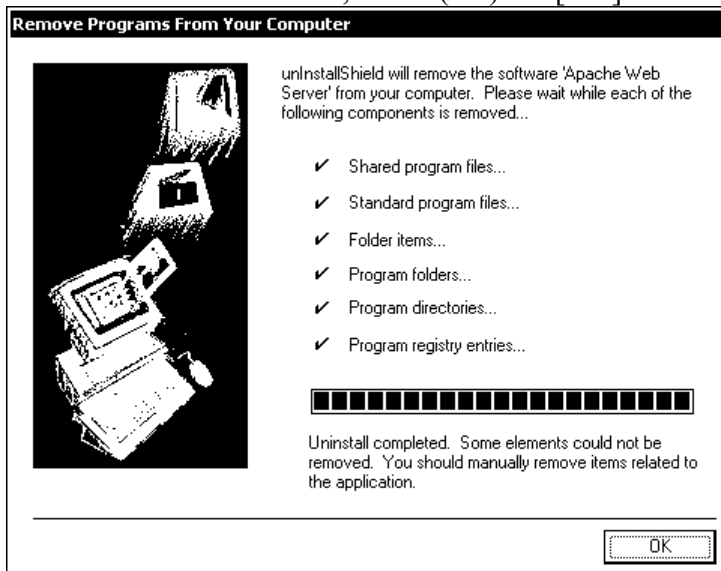 Remove Programs From Your Computer
unInstallShield will remove the software 'Apache Web
Server' from your computer. Please wait while each of the
following components is removed...
✔ Shared program files...
✔ Standard program files...
✔ Folder items...
✔ Program folders...
✔ Program directories...
✔ Program registry entries...
Uninstall completed. Some elements could not be
removed. You should manually remove items related to
the application.
OK